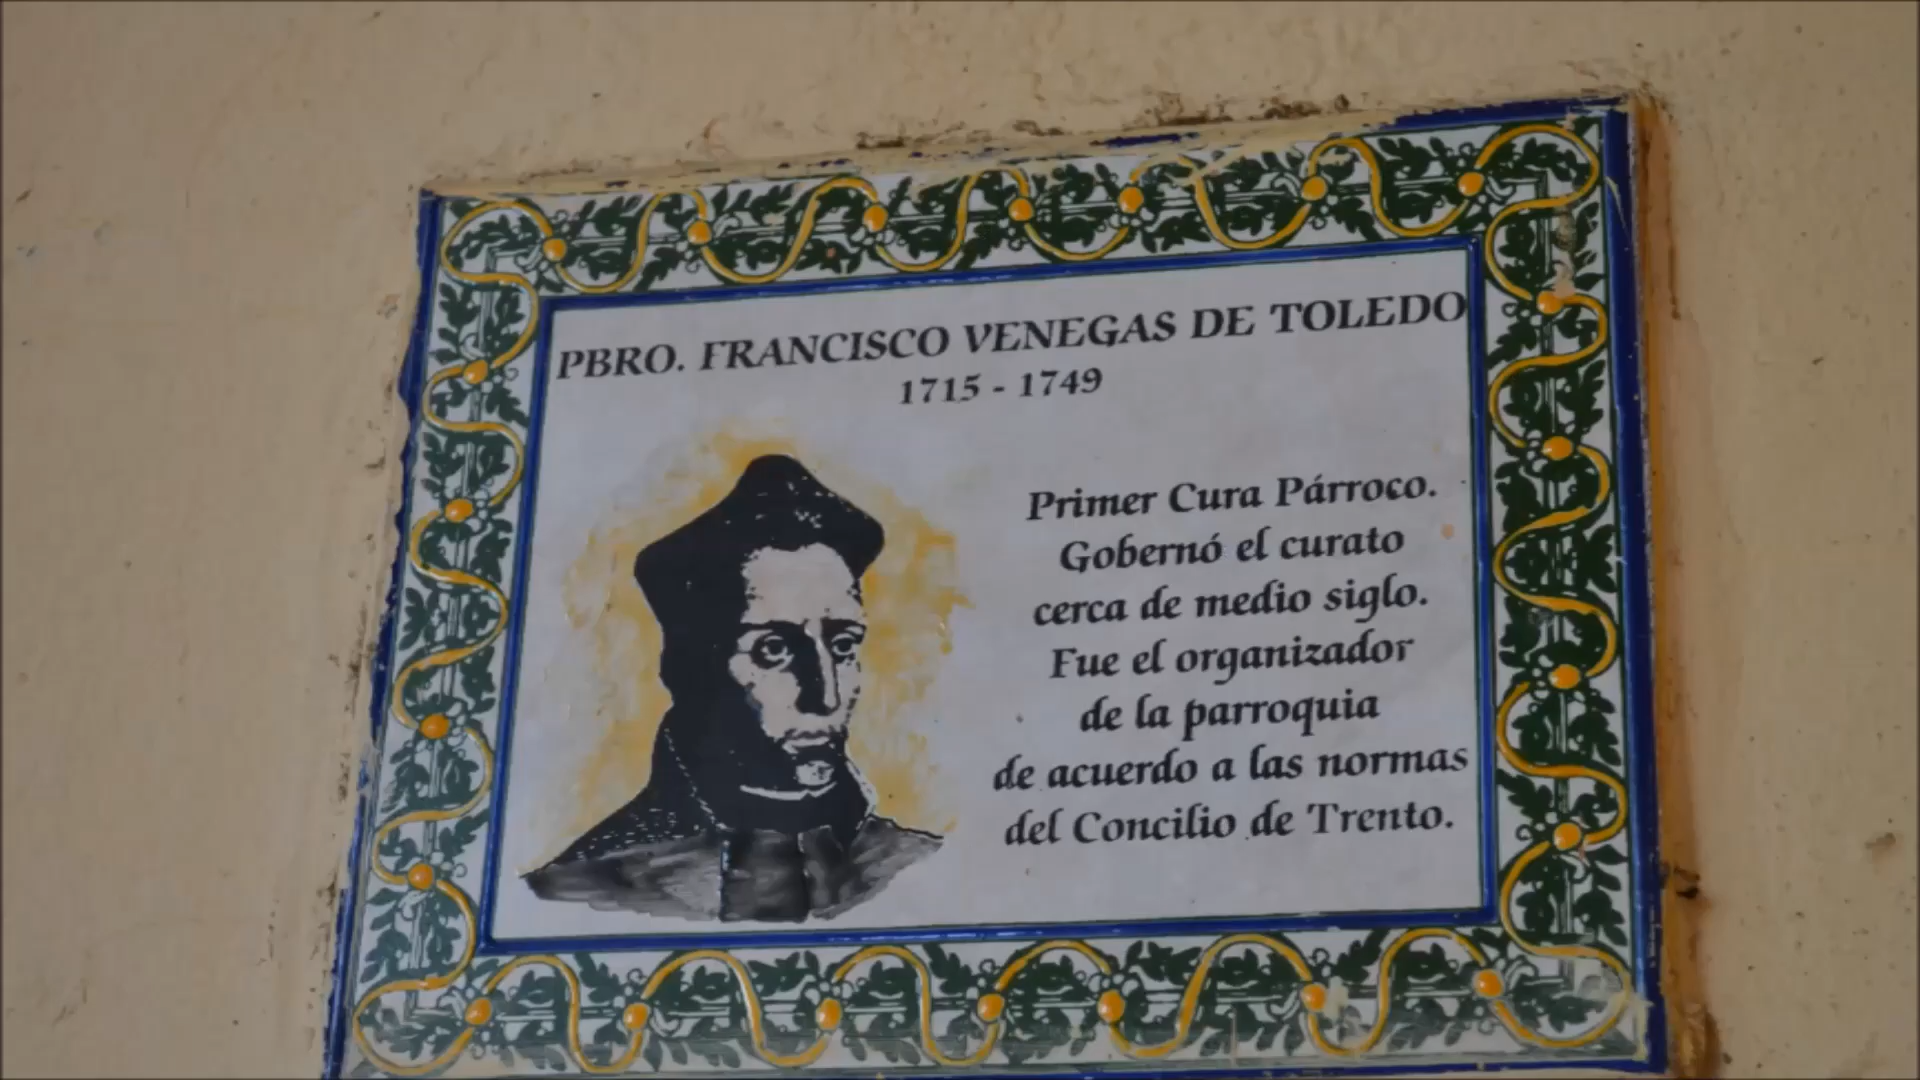 PBRO. FRANCISCO VENEGAS DE TOLEDO
1715 - 1749
Primer Cura Párroco.
Gobernó el curato
cerca de medio siglo.
Fue el organizador
de la parroquia
de acuerdo a las normas
del Concilio de Trento.